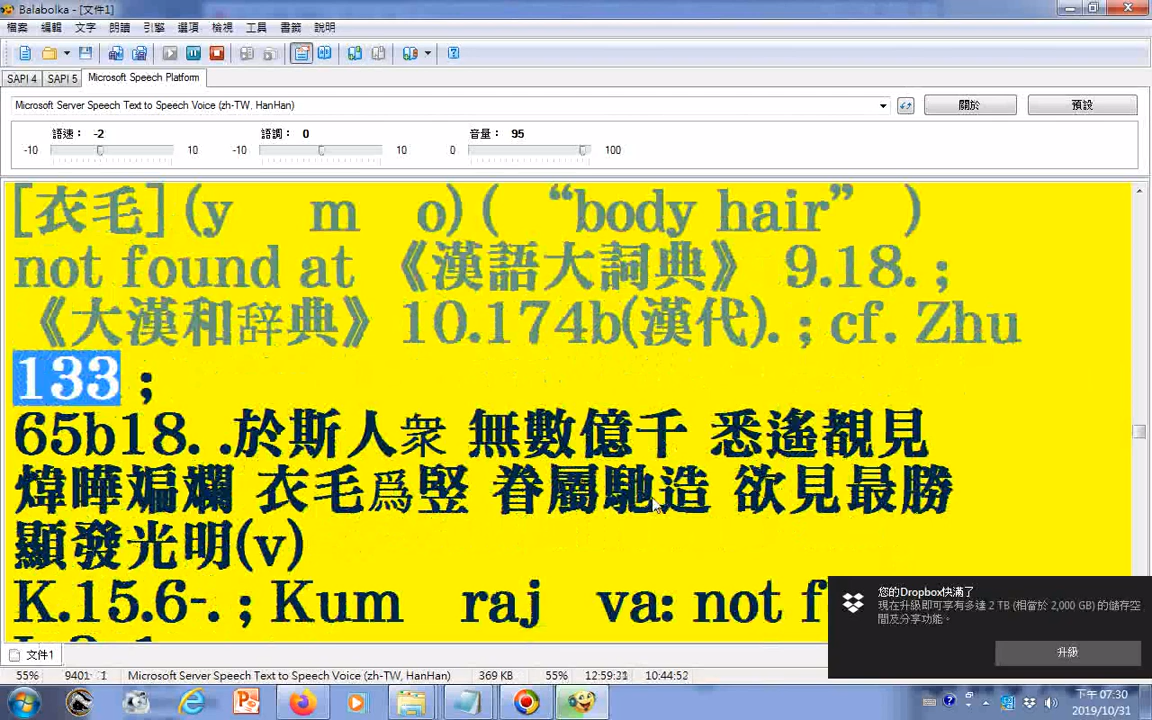 Balabolka - [文件1]
檔案 編輯 文字 朗讀 引擎 選項 檢視 工具 書籤 說明
SAPI 4 SAPI 5 Microsoft Speech Platform
Microsoft Server Speech Text to Speech Voice (zh-TW, HanHan) 關於 預設
語速： -2 語調： 0 音量： 95
-10 10 -10 10 0 100
[衣毛] (y m o) ( “body hair” )
not found at 《漢語大詞典》 9.18. ;
《大漢和辞典》 10.174b(漢代). ; cf. Zhu
133 ;
65b18. .於斯人衆 無數億千 悉遙覩見
煒曄斒斕 衣毛爲竪 眷屬馳造 欲見最勝
顯發光明(v)
K.15.6-. ; Kum raj va: not f
您的Dropbox快滿了
現在升級即可享有多達 2 TB (相當於 2,000 GB) 的儲存空
間及分享功能。
升級
文件1
55% 9401 1 Microsoft Server Speech Text to Speech Voice (zh-TW, HanHan) 369 KB 55% 12:59:31 10:44:52
下午 07:30
2019/10/31